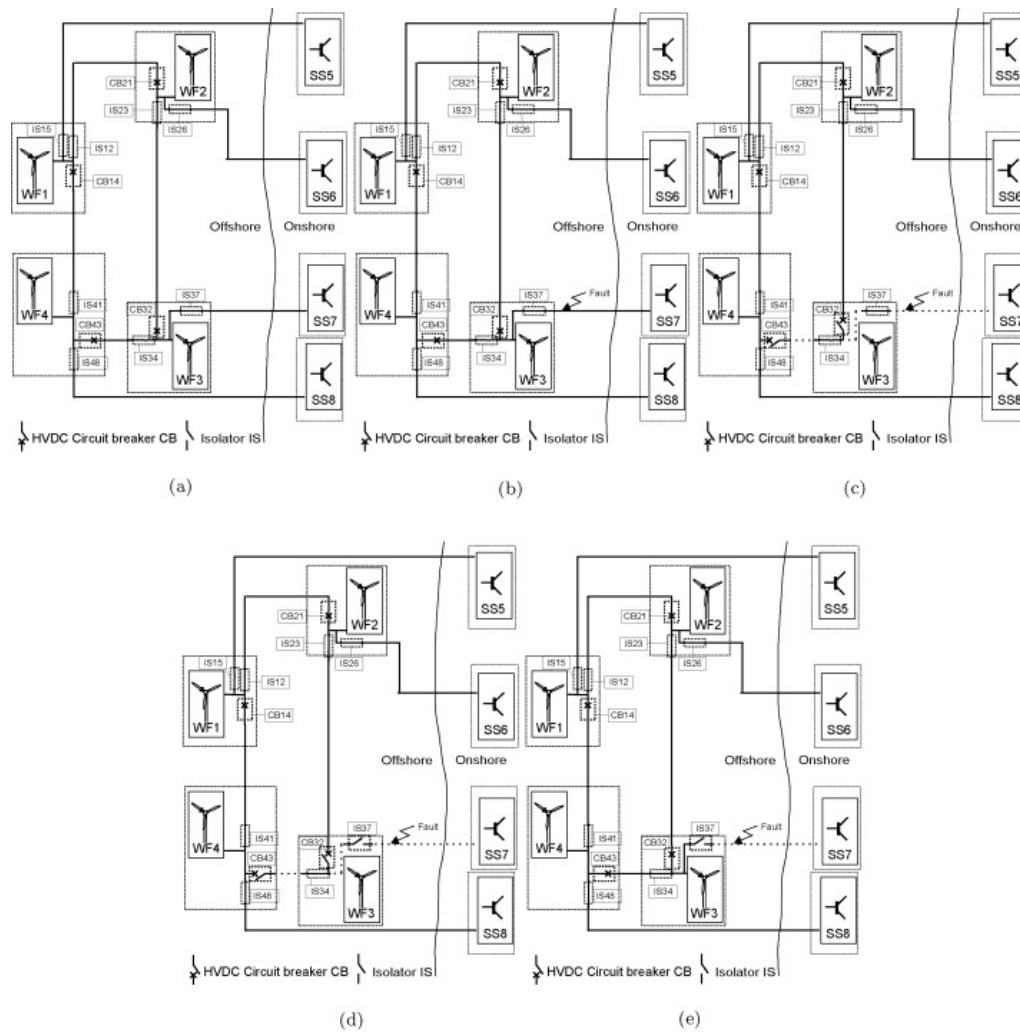 SS5
CB21
WF2
IS23
IS26
IS15
IS12
CB14
WF1
SS6
Offshore
Onshore
WF4
IS41
CB43
IS48
CB32
IS37
IS34
WF3
SS7
SS8
HVDC Circuit breaker CB
Isolator IS
(a)
SS5
CB21
WF2
IS23
IS26
IS15
IS12
CB14
WF1
SS6
Offshore
Onshore
WF4
IS41
CB43
IS48
CB32
IS37
Fault
IS34
WF3
SS7
SS8
HVDC Circuit breaker CB
Isolator IS
(b)
SS5
CB21
WF2
IS23
IS26
IS15
IS12
CB14
WF1
SS6
Offshore
Onshore
WF4
IS41
CB43
IS48
CB32
IS37
Fault
IS34
WF3
SS7
SS8
HVDC Circuit breaker CB
Isolator IS
(c)
SS5
CB21
WF2
IS23
IS26
IS15
IS12
CB14
WF1
SS6
Offshore
Onshore
WF4
IS41
CB43
IS48
CB32
IS37
Fault
IS34
WF3
SS7
SS8
HVDC Circuit breaker CB
Isolator IS
(d)
SS5
CB21
WF2
IS23
IS26
IS15
IS12
CB14
WF1
SS6
Offshore
Onshore
WF4
IS41
CB43
IS48
CB32
IS37
Fault
IS34
WF3
SS7
SS8
HVDC Circuit breaker CB
Isolator IS
(e)